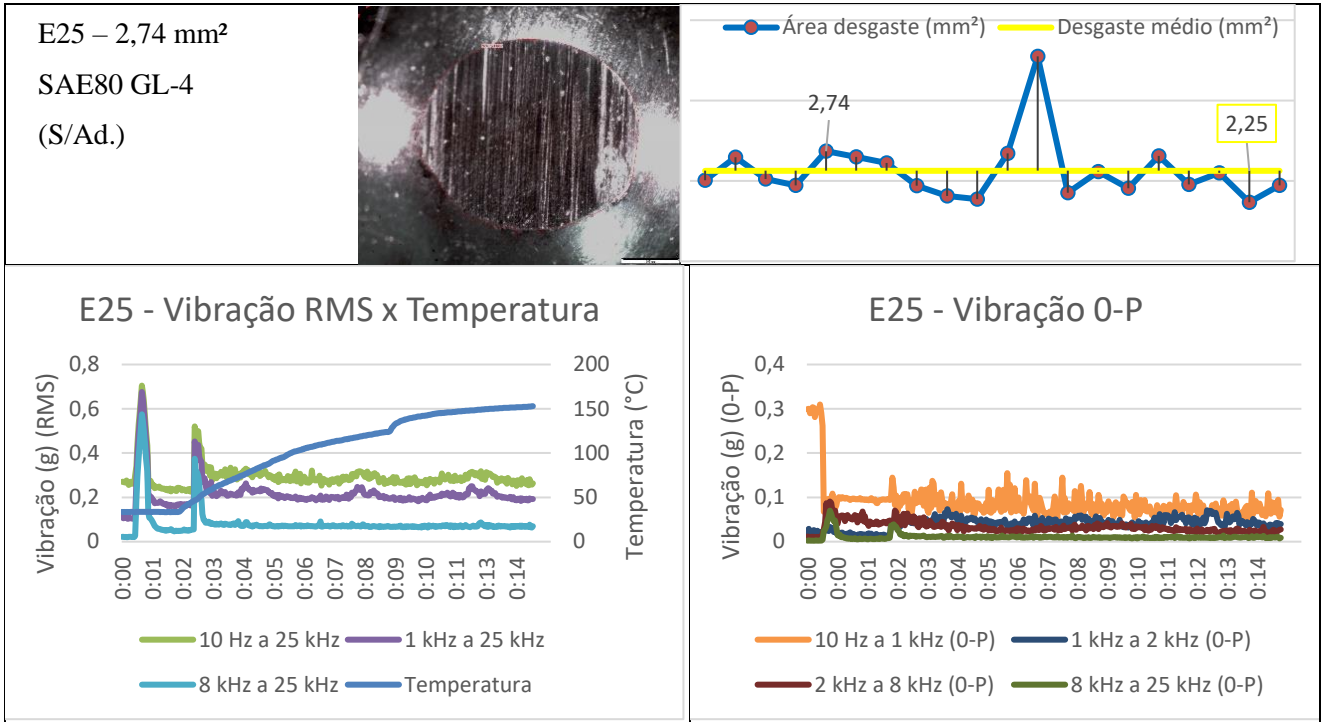 E25 – 2,74 mm²
SAE80 GL-4
(S/Ad.)
Área desgaste (mm²)
Desgaste médio (mm²)
2,74
2,25
E25 - Vibração RMS x Temperatura
Vibração (g) (RMS)
0,8
0,6
0,4
0,2
0
200
150
100
50
0
Temperatura (°C)
0:00
0:01
0:02
0:03
0:04
0:05
0:06
0:07
0:08
0:09
0:10
0:11
0:13
0:14
10 Hz a 25 kHz
1 kHz a 25 kHz
8 kHz a 25 kHz
Temperatura
E25 - Vibração 0-P
Vibração (g) (0-P)
0,4
0,3
0,2
0,1
0
0:00
0:00
0:02
0:03
0:04
0:05
0:06
0:07
0:08
0:09
0:10
0:11
0:12
0:13
0:14
10 Hz a 1 kHz (0-P)
1 kHz a 2 kHz (0-P)
2 kHz a 8 kHz (0-P)
8 kHz a 25 kHz (0-P)